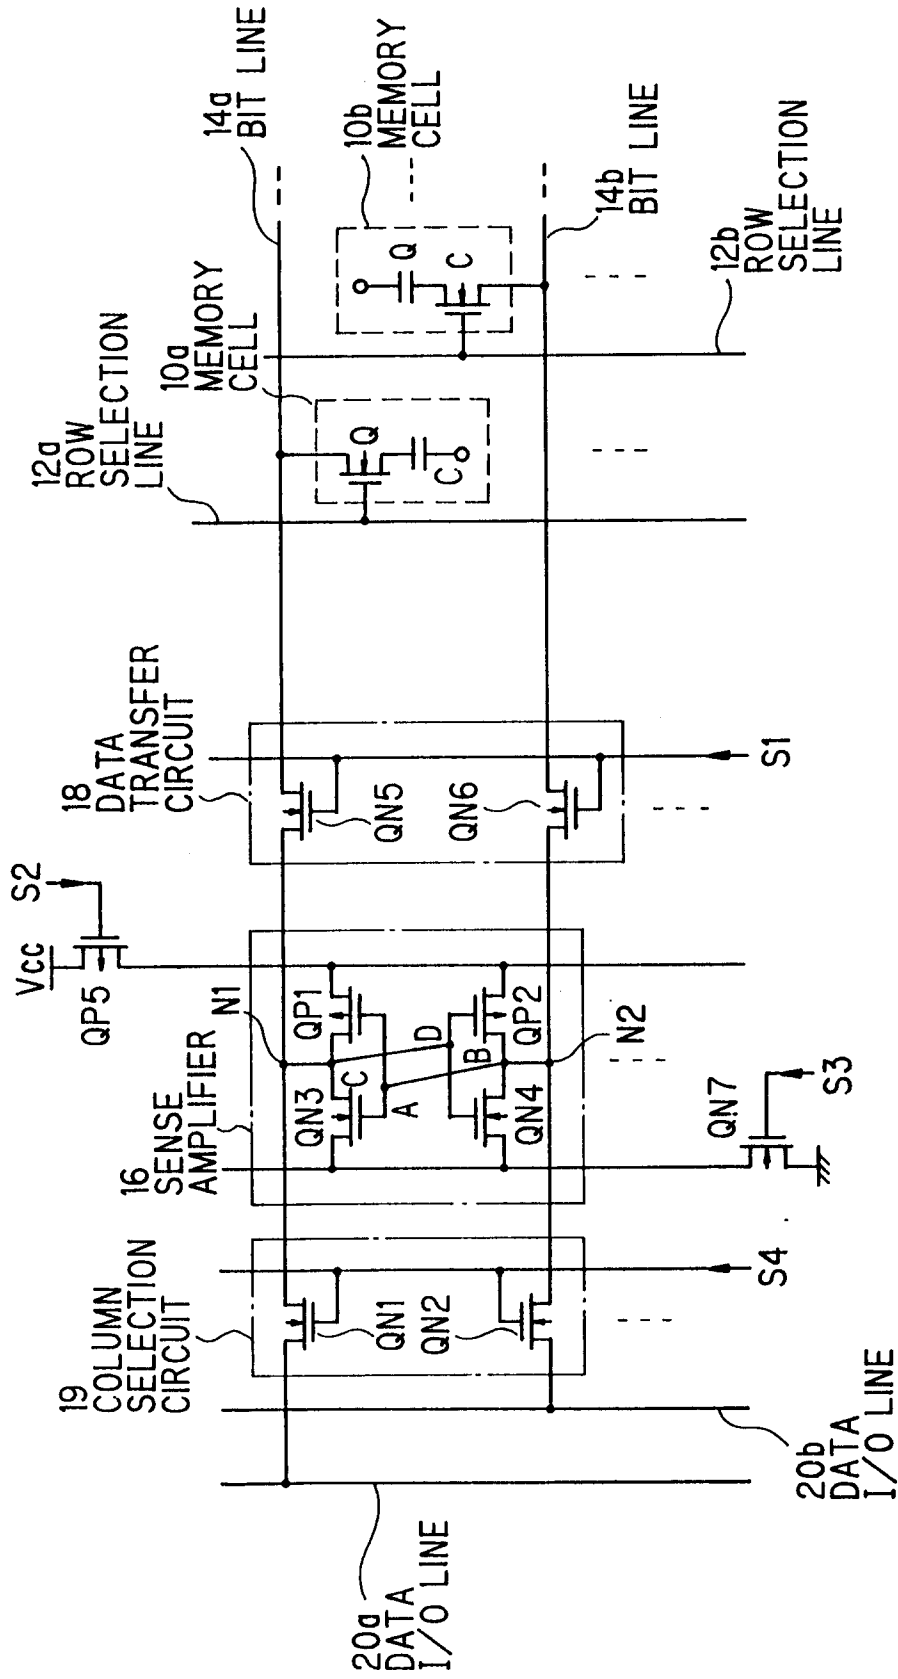 14a
BIT LINE
10b
MEMORY
CELL
14b
BIT LINE
12b
ROW
SELECTION
LINE
10a
MEMORY
CELL
12a
ROW
SELECTION
LINE
Q
C
Q
C
18
DATA
TRANSFER
CIRCUIT
QN5
QN6
S1
S2
Vcc
QP5
N1
QP1
QP2
N2
16
SENSE
AMPLIFIER
QN3
C
D
A
B
QN4
QN7
S3
19
COLUMN
SELECTION
CIRCUIT
QN1
QN2
S4
20a
DATA
I/O LINE
20b
DATA
I/O LINE